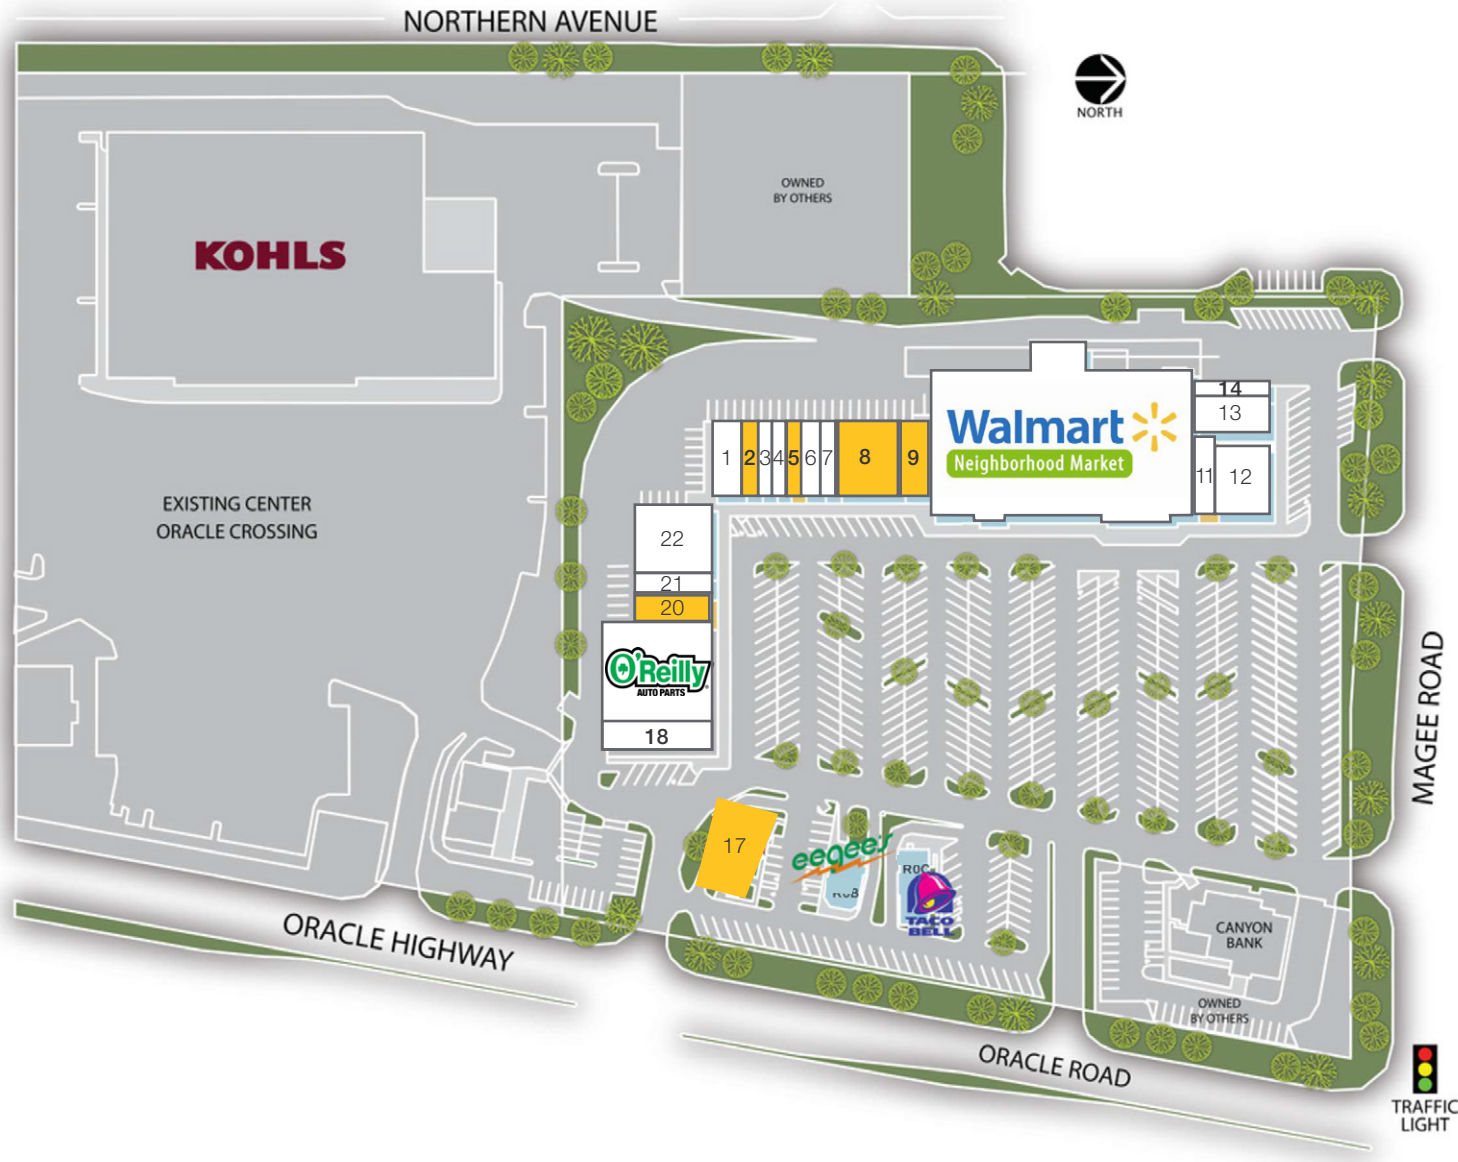 NORTHERN AVENUE
NORTH
OWNED
BY OTHERS
KOHLS
14
13
Walmart
Neighborhood Market
1
2
3
4
5
6
7
8
9
11
12
EXISTING CENTER
ORACLE CROSSING
22
21
20
O'Reilly
AUTO PARTS
18
MAGEE ROAD
17
eegee's
ROC
TACO
BELL
CANYON
BANK
ORACLE HIGHWAY
OWNED
BY OTHERS
ORACLE ROAD
TRAFFIC
LIGHT